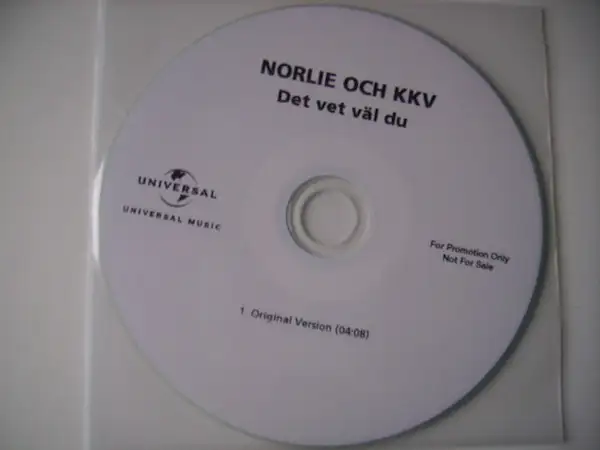 NORLIE OCH KKV
Det vet väl du
UNIVERSAL
UNIVERSAL MUSIC
For Promotion Only
Not For Sale
1. Original Version (04:08)